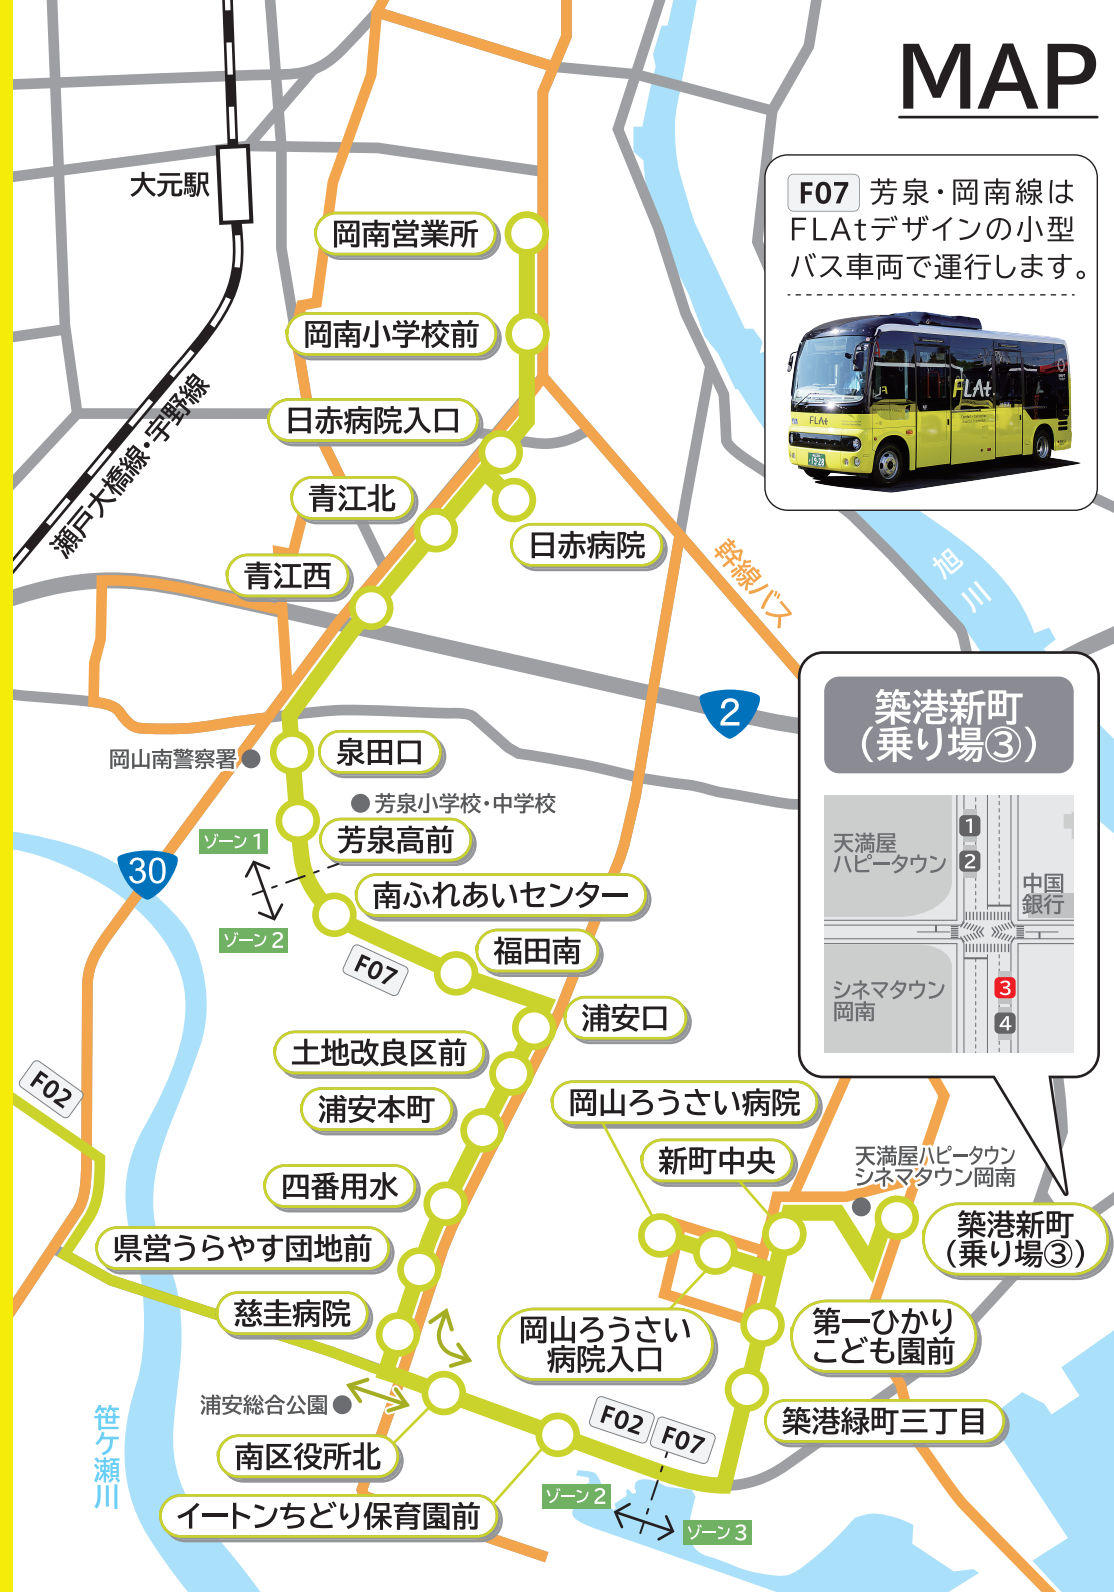 MAP
F07 芳泉・岡南線は
FLAtデザインの小型
バス車両で運行します。
FLAt
FLAt
大元駅
瀬戸大橋線・宇野線
岡南営業所
岡南小学校前
日赤病院入口
青江北
日赤病院
青江西
幹線バス
旭川
2
築港新町
(乗り場③)
天満屋
ハピータウン
1
2
中国
銀行
シネマタウン
岡南
3
4
岡山南警察署
泉田口
芳泉小学校・中学校
芳泉高前
ゾーン1
30
ゾーン2
南ふれあいセンター
F07
福田南
浦安口
土地改良区前
浦安本町
F02
四番用水
県営うらやす団地前
慈圭病院
岡山ろうさい病院
新町中央
天満屋ハピータウン
シネマタウン岡南
築港新町
(乗り場③)
岡山ろうさい
病院入口
第一ひかり
こども園前
築港緑町三丁目
浦安総合公園
笹ケ瀬川
南区役所北
イートンちどり保育園前
F02
F07
ゾーン2
ゾーン3